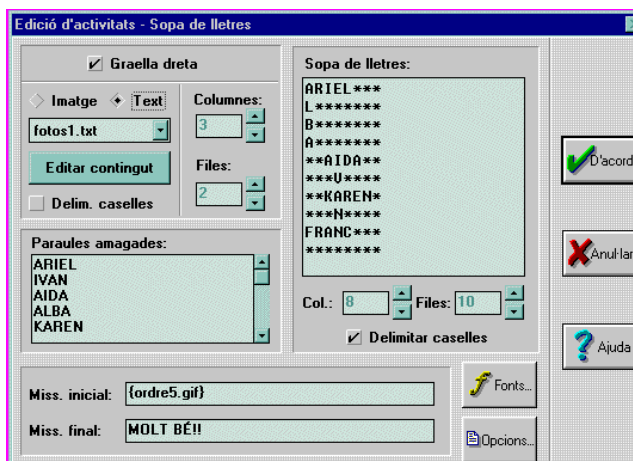 Edició d'activitats - Sopa de lletres
Graella dreta
Imatge Text
fotos1.txt
Editar contingut
Delim. caselles
Columnes:
3
Files:
2
Paraules amagades:
ARIEL
IVAN
AIDA
ALBA
KAREN
Sopa de lletres:
ARIEL***
L*******
B*******
A*******
**AIDA**
***V****
**KAREN*
***N****
FRANC***
********
Col.: 8 Files: 10
Delimitar caselles
D'acord
Anul·lar
Ajuda
Miss. inicial: {ordre5.gif}
Miss. final: MOLT BÉ!!
Fonts...
Opcions...